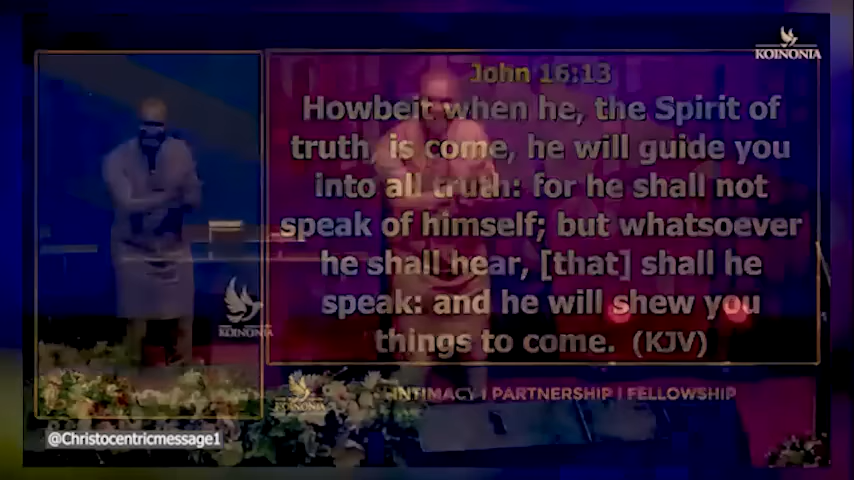 KOINONIA
John 16:13
Howbeit when he, the Spirit of
truth, is come, he will guide you
into all truth: for he shall not
speak of himself; but whatsoever
he shall hear, [that] shall he
speak: and he will shew you
things to come. (KJV)
KOINONIA
KOINONIA
INTIMACY | PARTNERSHIP | FELLOWSHIP
@Christocentricmessage1